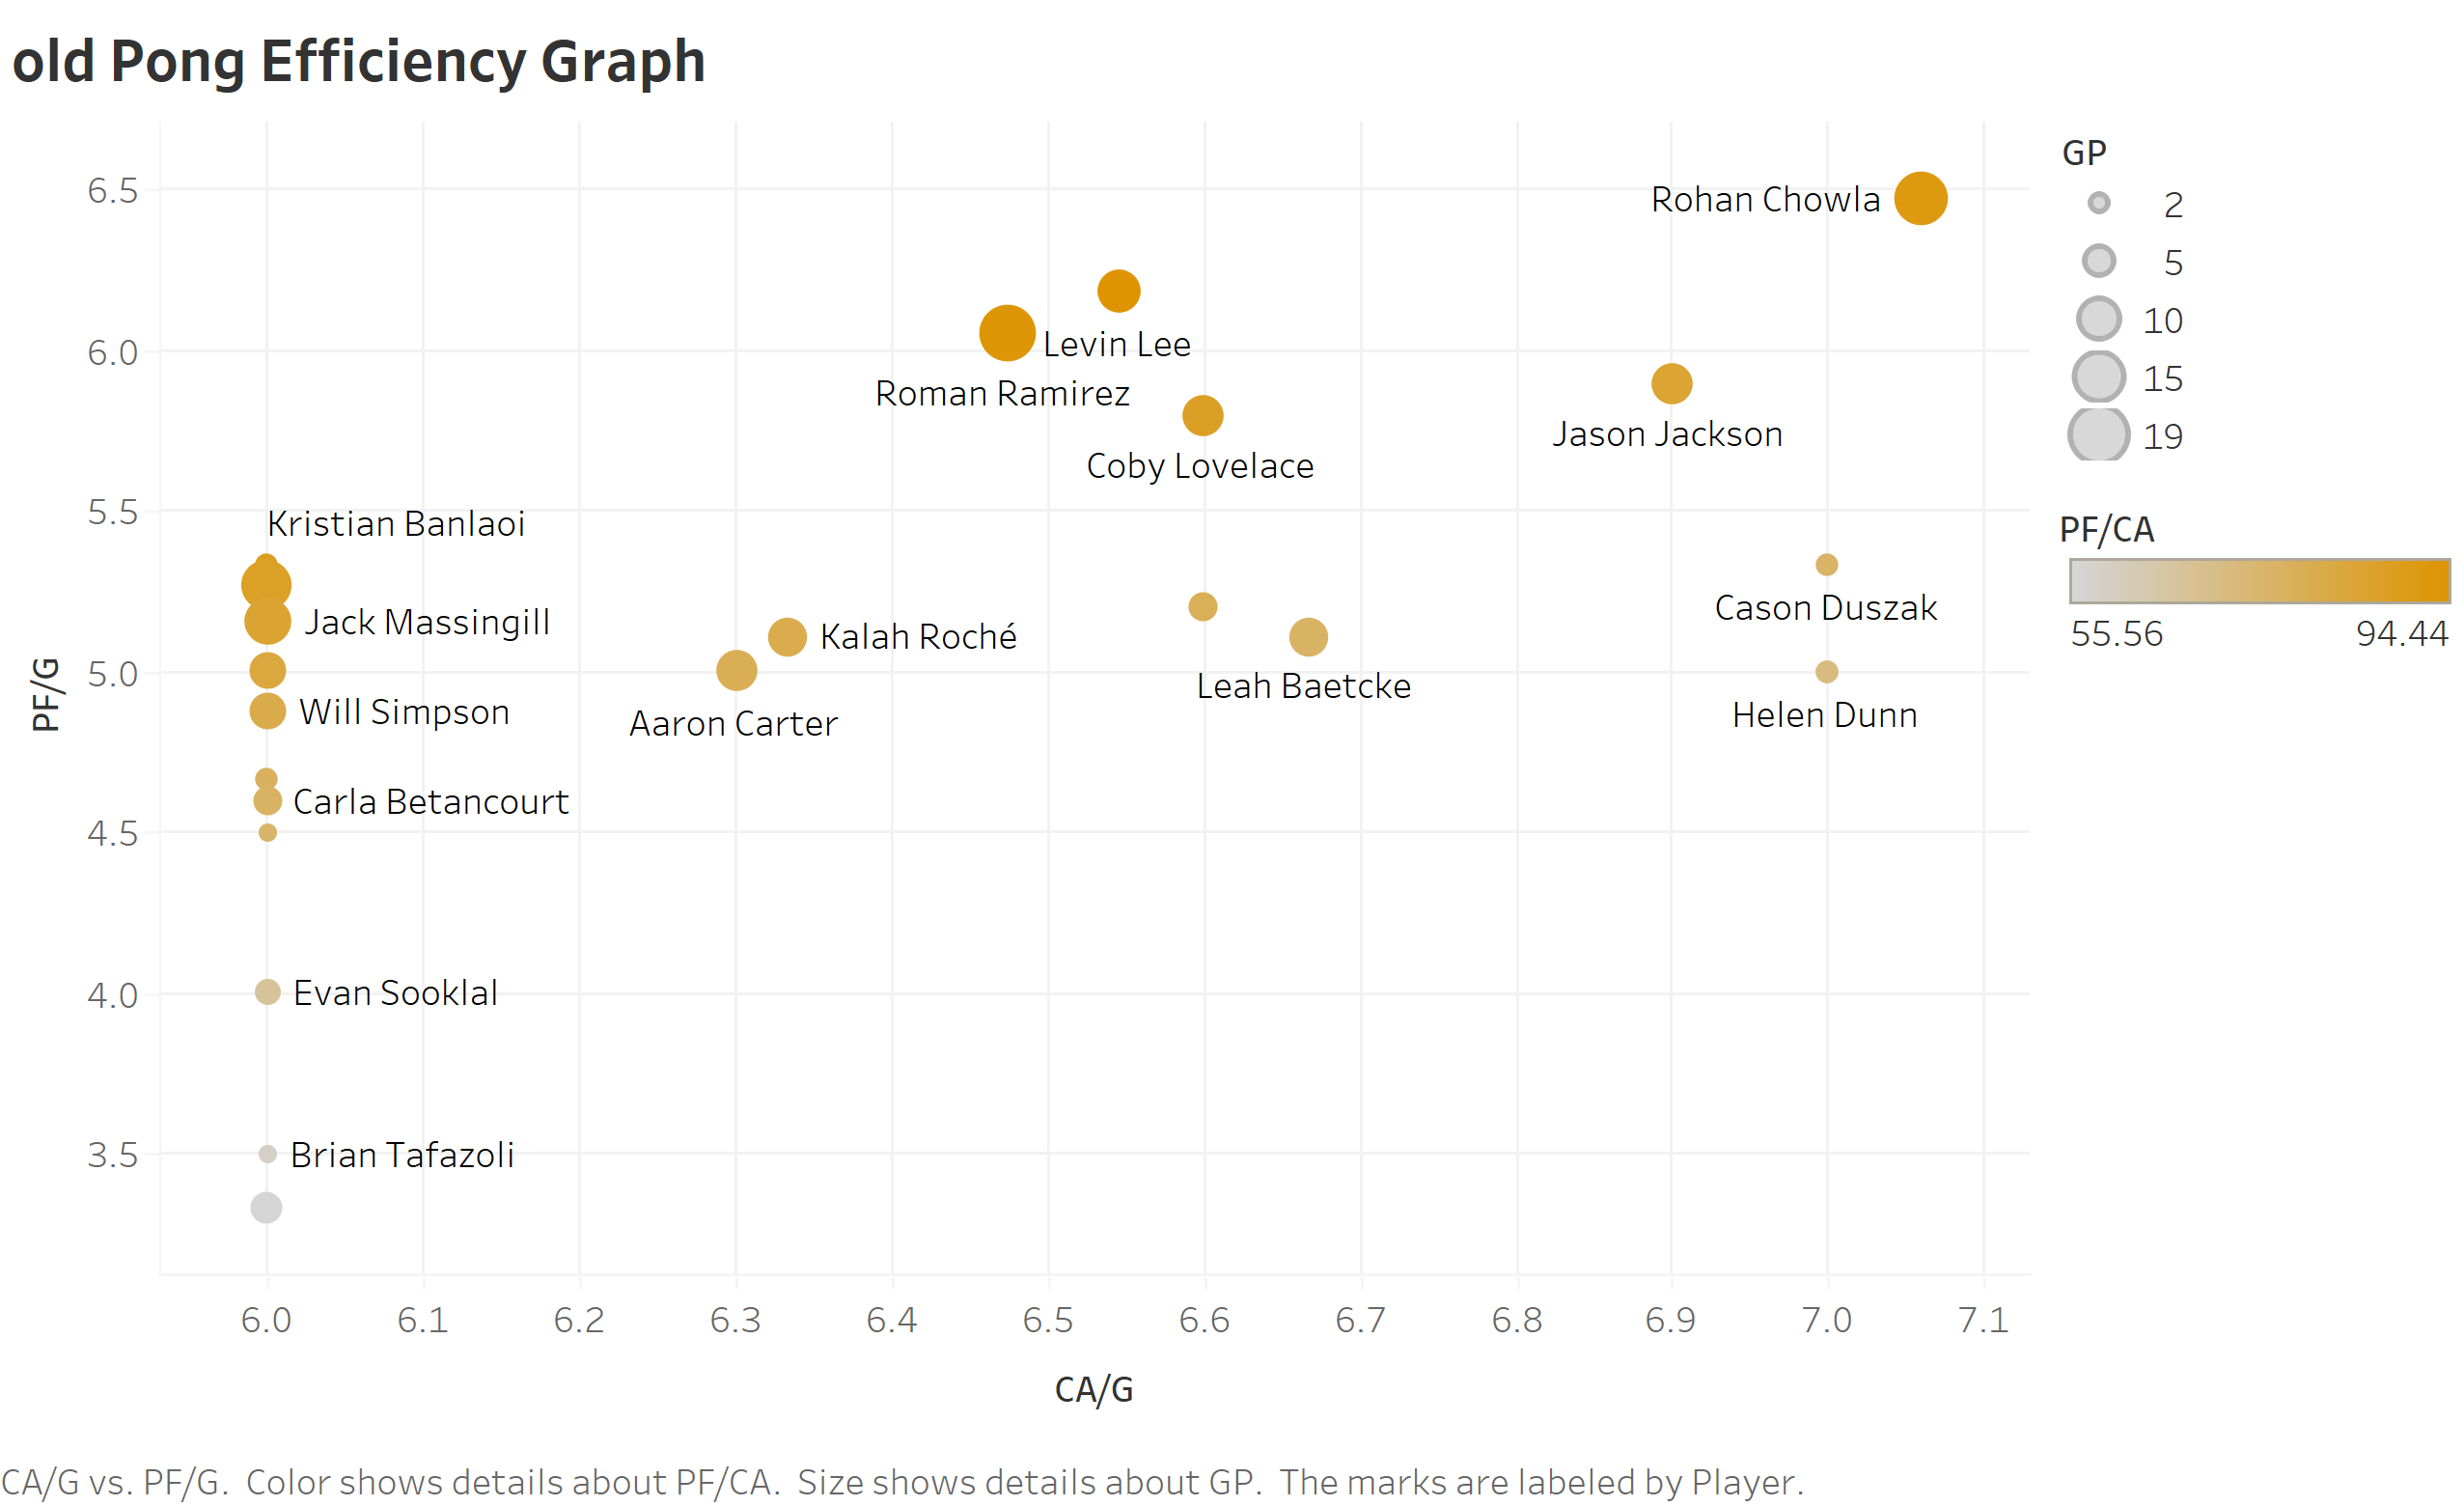 old Pong Efficiency Graph
GP
2
5
10
15
19
PF/CA
55.56
94.44
PF/G
6.5
6.0
5.5
5.0
4.5
4.0
3.5
Rohan Chowla
Levin Lee
Roman Ramirez
Jason Jackson
Coby Lovelace
Kristian Banlaoi
Cason Duszak
Jack Massingill
Kalah Roché
Leah Baetcke
Will Simpson
Helen Dunn
Aaron Carter
Carla Betancourt
Evan Sooklal
Brian Tafazoli
6.0 6.1 6.2 6.3 6.4 6.5 6.6 6.7 6.8 6.9 7.0 7.1
CA/G
CA/G vs. PF/G. Color shows details about PF/CA. Size shows details about GP. The marks are labeled by Player.